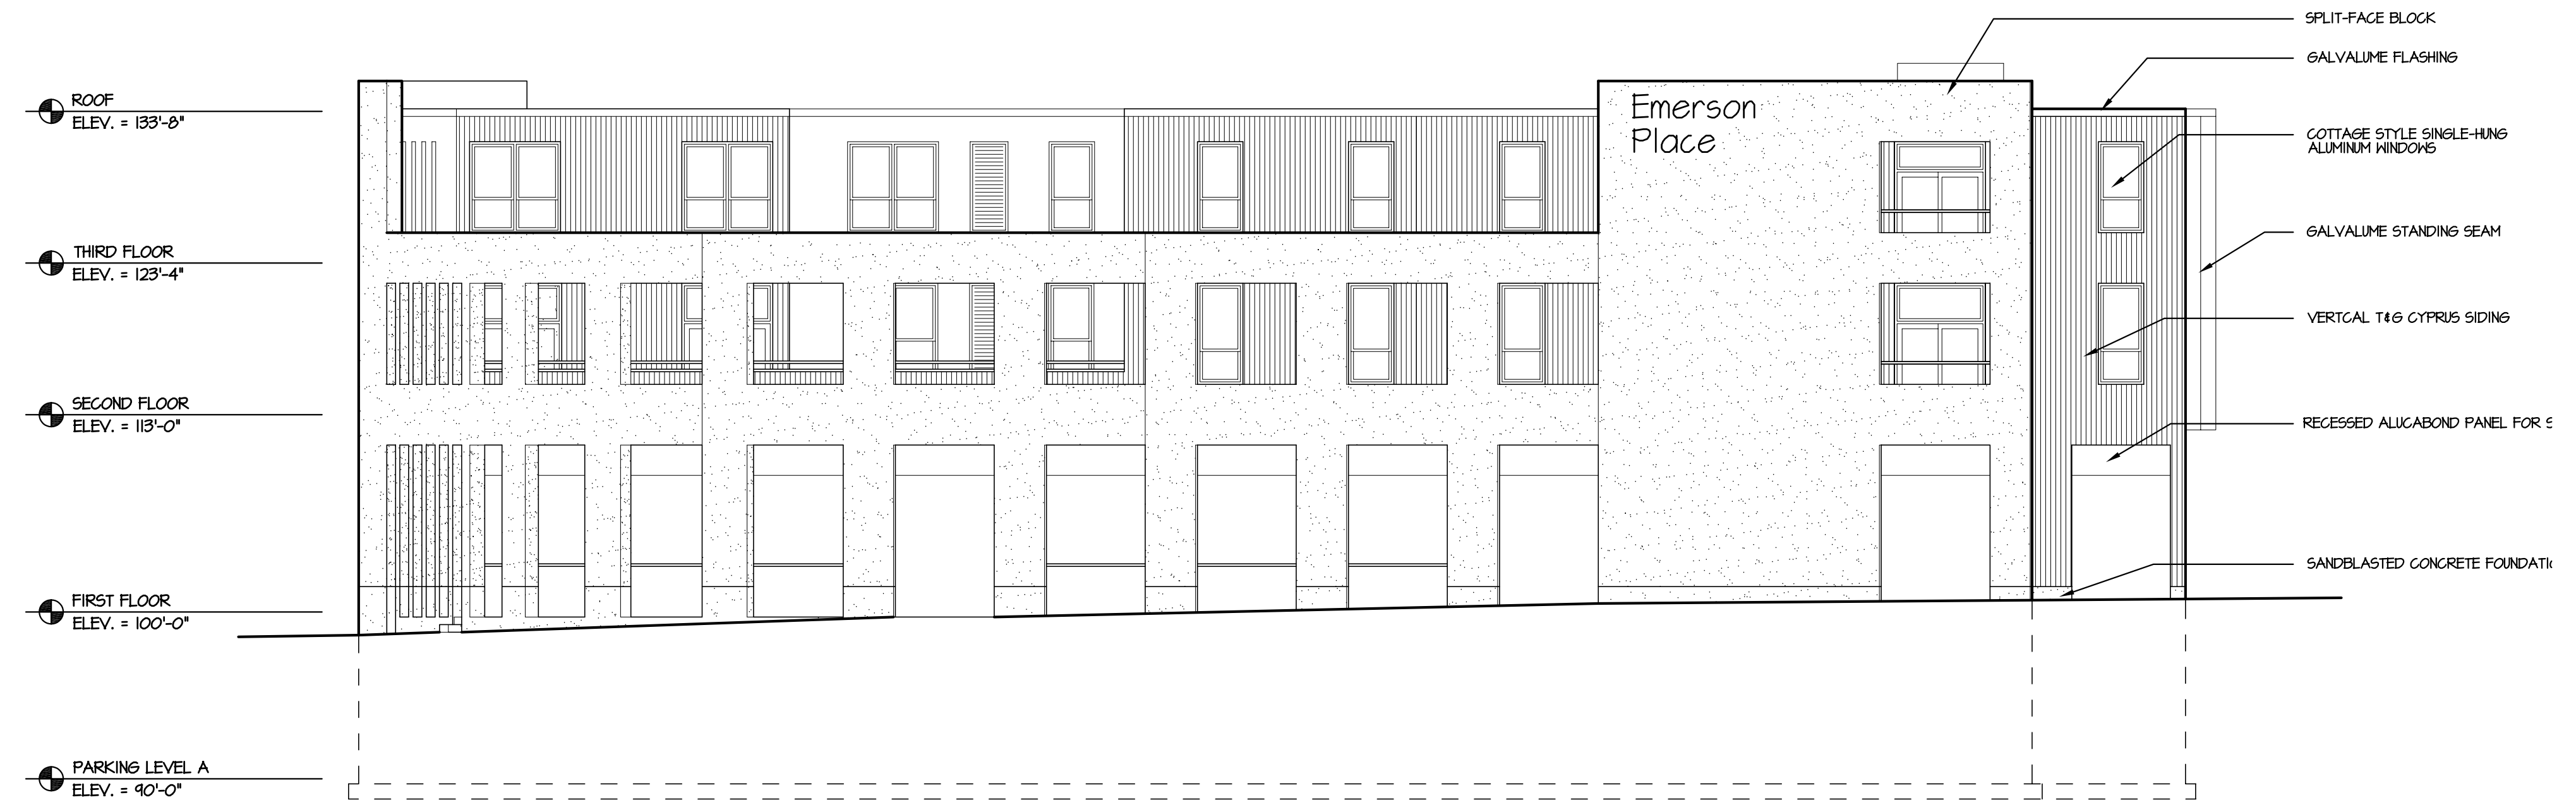 ROOF
ELEV. = 133'-8"
THIRD FLOOR
ELEV. = 123'-4"
SECOND FLOOR
ELEV. = 113'-0"
FIRST FLOOR
ELEV. = 100'-0"
PARKING LEVEL A
ELEV. = 90'-0"
Emerson
Place
SPLIT-FACE BLOCK
GALVALUME FLASHING
COTTAGE STYLE SINGLE-HUNG
ALUMINUM WINDOWS
GALVALUME STANDING SEAM
VERTCAL T&G CYPRUS SIDING
RECESSED ALUCABOND PANEL FOR S
SANDBLASTED CONCRETE FOUNDATI